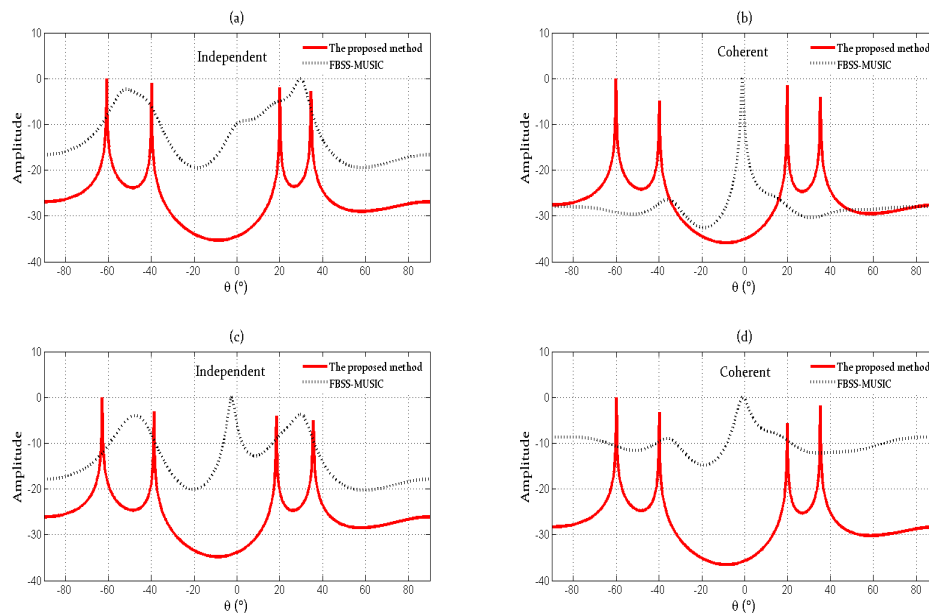 (a)
10
0
-10
-20
-30
-40
Amplitude
Independent
The proposed method
FBSS-MUSIC
-80 -60 -40 -20 0 20 40 60 80
θ (°)
(b)
10
0
-10
-20
-30
-40
Amplitude
Coherent
The proposed method
FBSS-MUSIC
-80 -60 -40 -20 0 20 40 60 80
θ (°)
(c)
10
0
-10
-20
-30
-40
Amplitude
Independent
The proposed method
FBSS-MUSIC
-80 -60 -40 -20 0 20 40 60 80
θ (°)
(d)
10
0
-10
-20
-30
-40
Amplitude
Coherent
The proposed method
FBSS-MUSIC
-80 -60 -40 -20 0 20 40 60 80
θ (°)